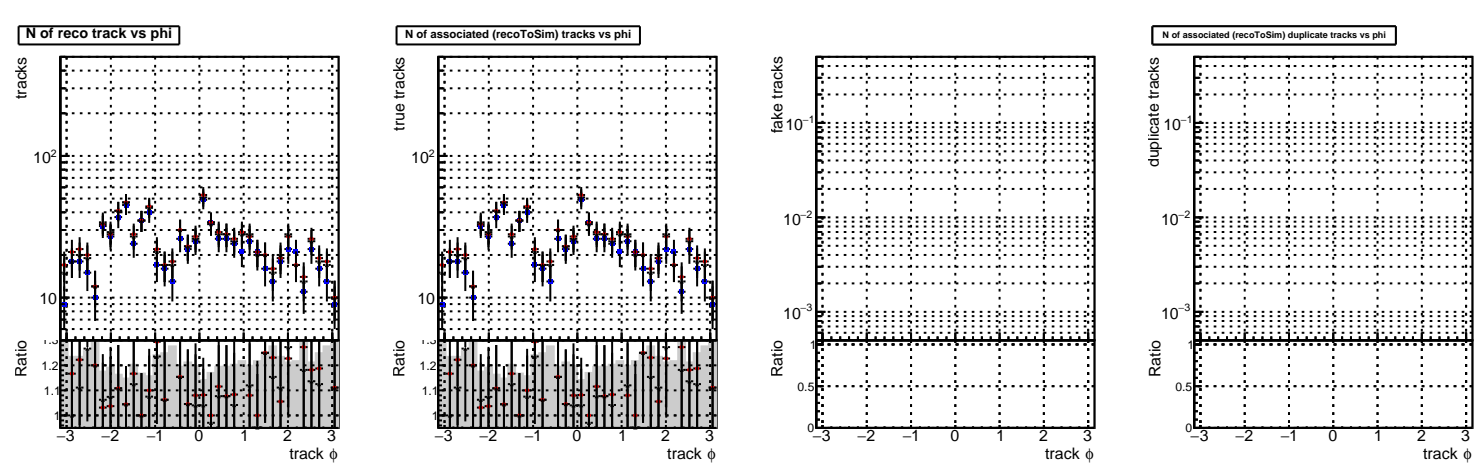 N of reco track vs phi
tracks
10²
10
Ratio
1.3
1.2
1.1
1
−3 −2 −1 0 1 2 3
track ϕ
N of associated (recoToSim) tracks vs phi
true tracks
10²
10
Ratio
1.3
1.2
1.1
1
−3 −2 −1 0 1 2 3
track ϕ
fake tracks
10⁻¹
10⁻²
10⁻³
Ratio
1
0.5
0
−3 −2 −1 0 1 2 3
track ϕ
N of associated (recoToSim) duplicate tracks vs phi
duplicate tracks
10⁻¹
10⁻²
10⁻³
Ratio
1
0.5
0
−3 −2 −1 0 1 2 3
track ϕ